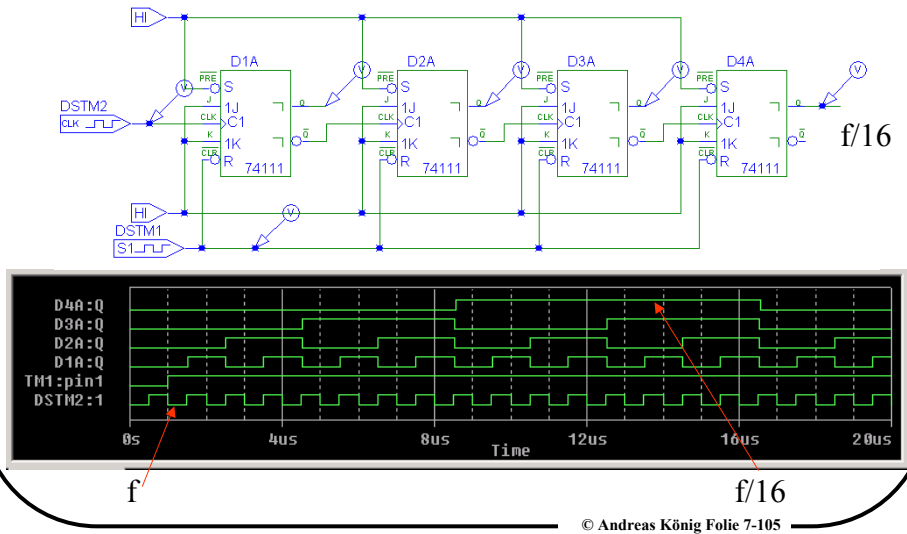 HI
D1A D2A D3A D4A
PRE S Q PRE S Q PRE S Q PRE S Q
DSTM2
J 1J J 1J J 1J J 1J
CLK CLK C1 CLK C1 CLK C1 CLK C1
f/16
K 1K Q K 1K Q K 1K Q K 1K Q
CLR R CLR R CLR R CLR R
74111 74111 74111 74111
V V V V V V
HI
DSTM1
S1
D4A:Q
D3A:Q
D2A:Q
D1A:Q
TM1:pin1
DSTM2:1
0s 4us 8us 12us 16us 20us
Time
f f/16
© Andreas König Folie 7-105